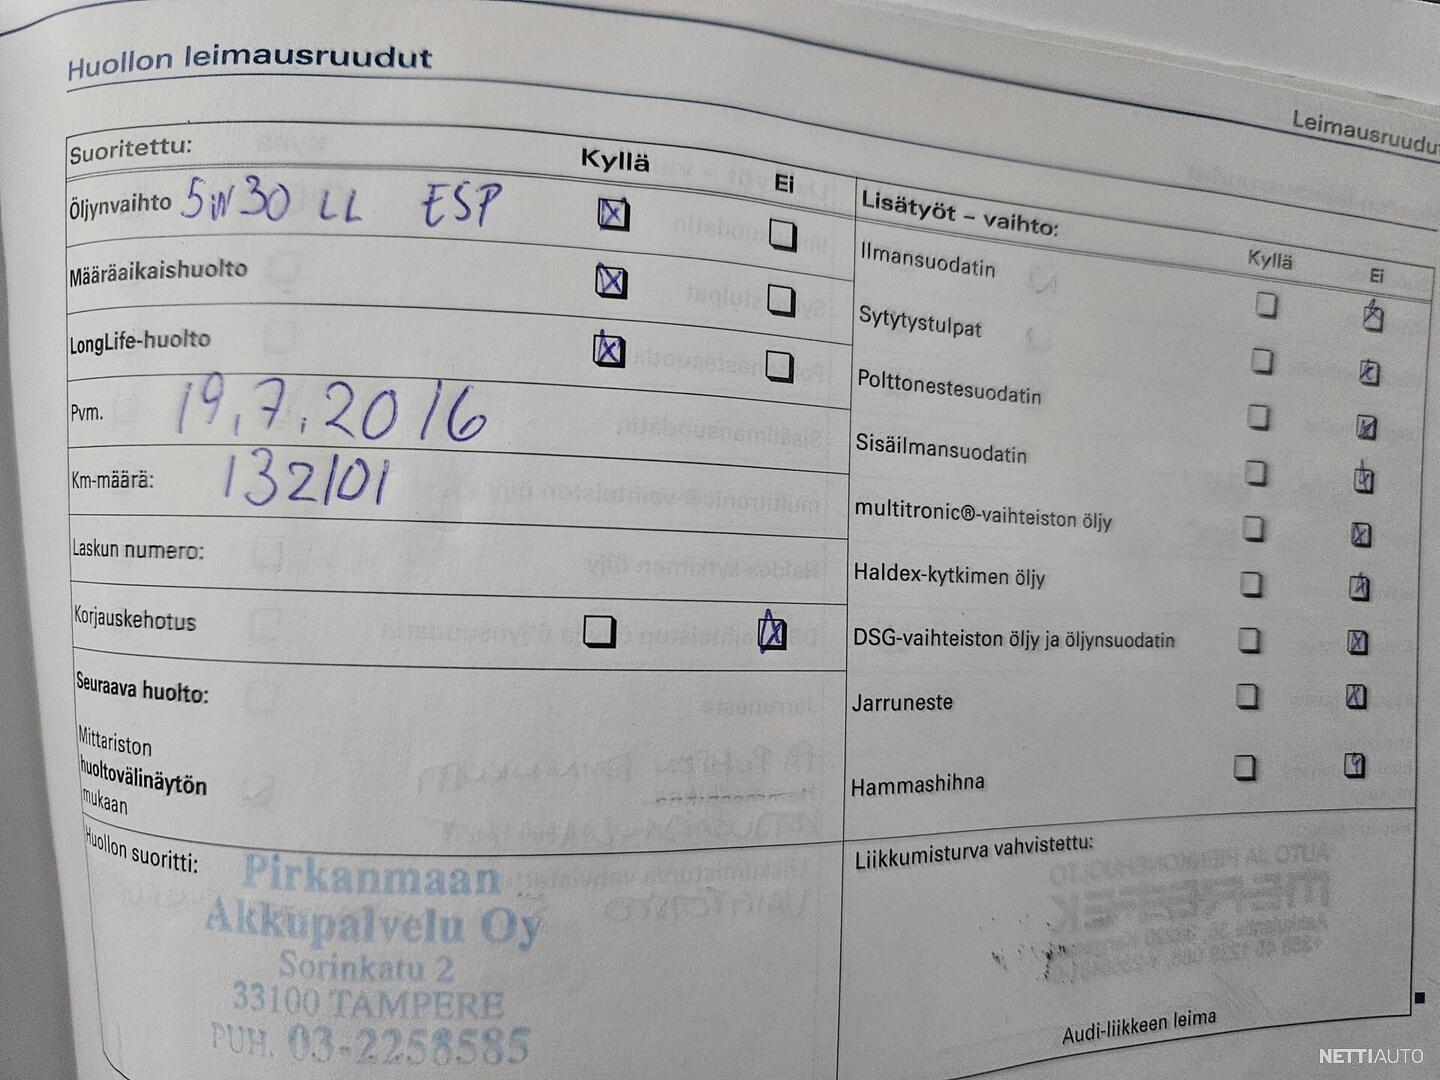 Huollon leimausruudut
Leimausruudut
Suoritettu:
Kyllä
Ei
Öljynvaihto 5W30 LL ESP
Määräaikaishuolto
LongLife-huolto
Pvm. 19.7.2016
Km-määrä: 132101
Laskun numero:
Korjauskehotus
Seuraava huolto:
Mittariston
huoltovälinäytön
mukaan
Huollon suoritti:
Pirkanmaan
Akkupalvelu Oy
Sorinkatu 2
33100 TAMPERE
PUH. 03-2258585
Lisätyöt – vaihto:
Kyllä
Ei
Ilmansuodatin
Sytytystulpat
Polttonestesuodatin
Sisäilmansuodatin
multitronic®-vaihteiston öljy
Haldex-kytkimen öljy
DSG-vaihteiston öljy ja öljynsuodatin
Jarruneste
Hammashihna
Liikkumisturva vahvistettu:
Audi-liikkeen leima
NETTIAUTO